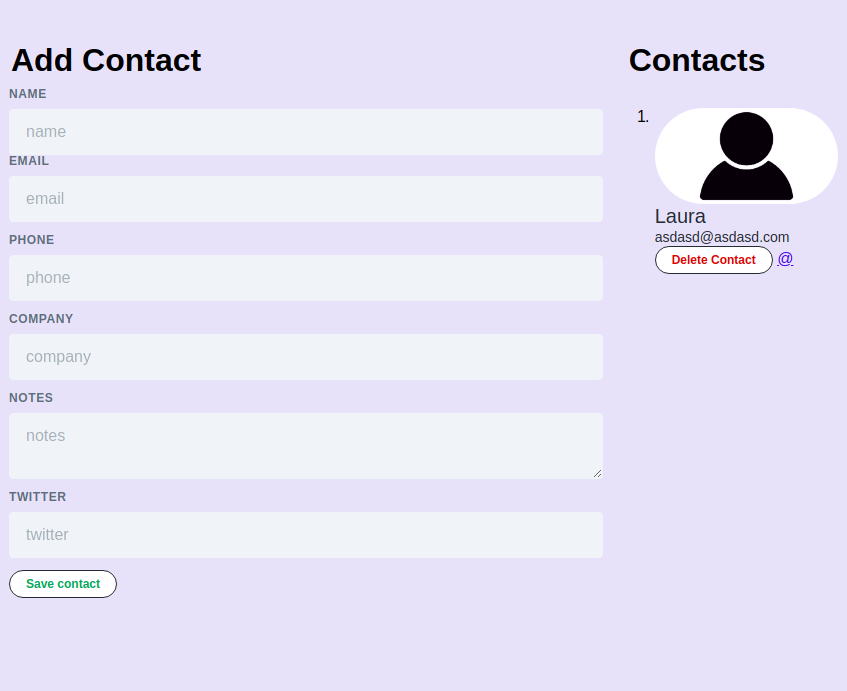 Add Contact
NAME
name
EMAIL
email
PHONE
phone
COMPANY
company
NOTES
notes
TWITTER
twitter
Save contact
Contacts
1.
Laura
asdasd@asdasd.com
Delete Contact @